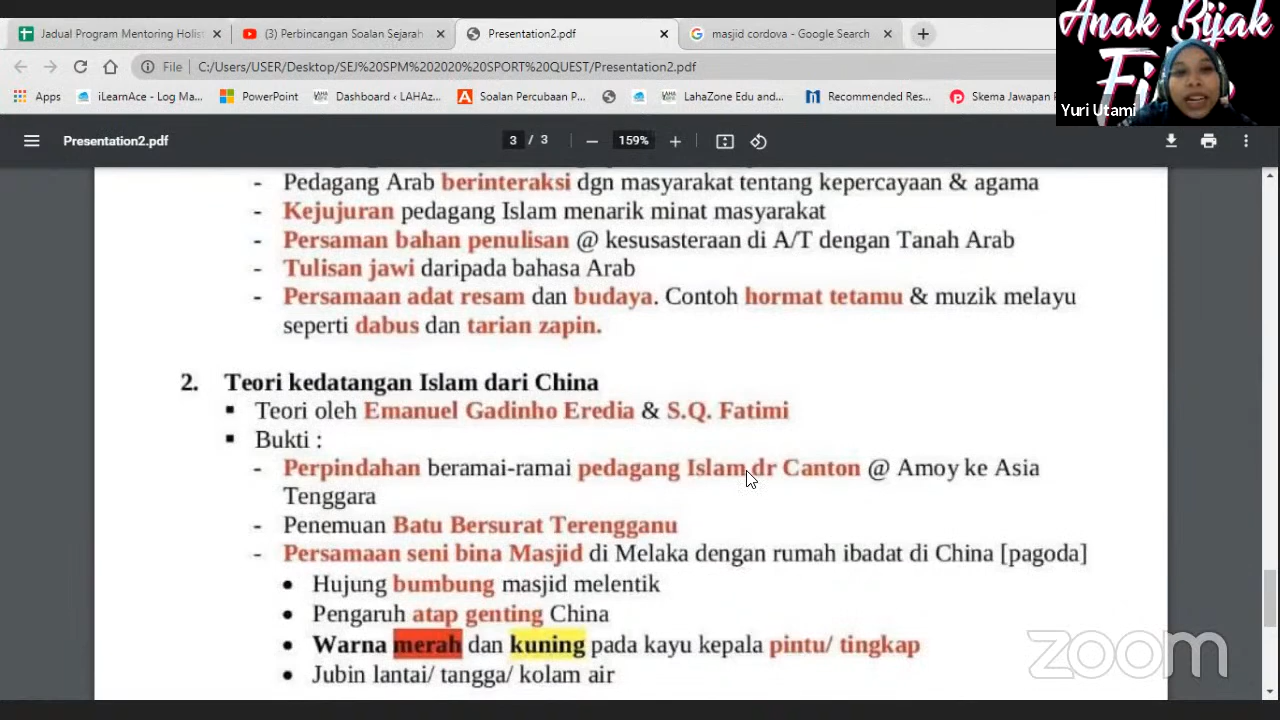 Jadual Program Mentoring Holist
(3) Perbincangan Soalan Sejarah
Presentation2.pdf
masjid cordova - Google Search
File
C:/Users/USER/Desktop/SEJ%20SPM%20 %20SPORT%20QUEST/Presentation2.pdf
Apps
iLearnAce - Log Ma...
PowerPoint
Dashboard ‹ LAHAz...
Soalan Percubaan P...
LahaZone Edu and...
Recommended Res...
Skema Jawapan P
Anak Bijak
Yuri Utami
Presentation2.pdf
3 / 3
159%
- Pedagang Arab berinteraksi dgn masyarakat tentang kepercayaan & agama
- Kejujuran pedagang Islam menarik minat masyarakat
- Persaman bahan penulisan @ kesusasteraan di A/T dengan Tanah Arab
- Tulisan jawi daripada bahasa Arab
- Persamaan adat resam dan budaya. Contoh hormat tetamu & muzik melayu
seperti dabus dan tarian zapin.
2. Teori kedatangan Islam dari China
▪ Teori oleh Emanuel Gadinho Eredia & S.Q. Fatimi
▪ Bukti :
- Perpindahan beramai-ramai pedagang Islam dr Canton @ Amoy ke Asia
Tenggara
- Penemuan Batu Bersurat Terengganu
- Persamaan seni bina Masjid di Melaka dengan rumah ibadat di China [pagoda]
• Hujung bumbung masjid melentik
• Pengaruh atap genting China
• Warna merah dan kuning pada kayu kepala pintu/ tingkap
• Jubin lantai/ tangga/ kolam air
zoom